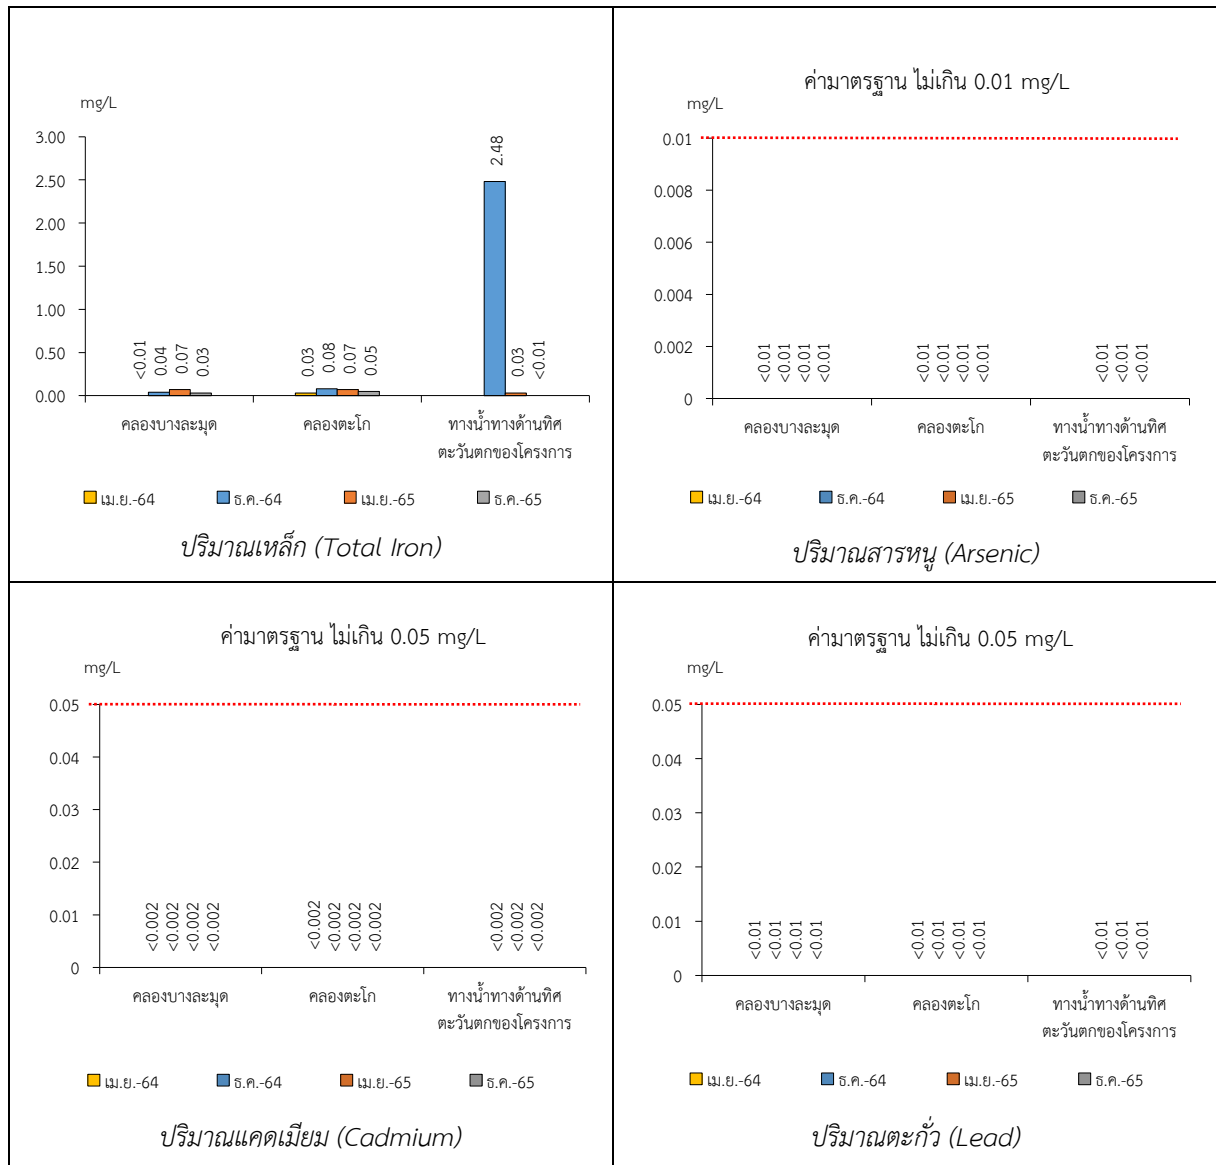 mg/L
3.00
2.50
2.00
1.50
1.00
0.50
0.00
<0.01 0.04 0.07 0.03 0.03 0.08 0.07 0.05 2.48 0.03 <0.01
คลองบางละมุด คลองตะโก ทางน้ำทางด้านทิศ
ตะวันตกของโครงการ
เม.ย.-64 ธ.ค.-64 เม.ย.-65 ธ.ค.-65
ปริมาณเหล็ก (Total Iron)
ค่ามาตรฐาน ไม่เกิน 0.01 mg/L
mg/L
0.01
0.008
0.006
0.004
0.002
0
<0.01 <0.01 <0.01 <0.01 <0.01 <0.01 <0.01 <0.01 <0.01 <0.01 <0.01
คลองบางละมุด คลองตะโก ทางน้ำทางด้านทิศ
ตะวันตกของโครงการ
เม.ย.-64 ธ.ค.-64 เม.ย.-65 ธ.ค.-65
ปริมาณสารหนู (Arsenic)
ค่ามาตรฐาน ไม่เกิน 0.05 mg/L
mg/L
0.05
0.04
0.03
0.02
0.01
0
<0.002 <0.002 <0.002 <0.002 <0.002 <0.002 <0.002 <0.002 <0.002 <0.002 <0.002
คลองบางละมุด คลองตะโก ทางน้ำทางด้านทิศ
ตะวันตกของโครงการ
เม.ย.-64 ธ.ค.-64 เม.ย.-65 ธ.ค.-65
ปริมาณแคดเมียม (Cadmium)
ค่ามาตรฐาน ไม่เกิน 0.05 mg/L
mg/L
0.05
0.04
0.03
0.02
0.01
0
<0.01 <0.01 <0.01 <0.01 <0.01 <0.01 <0.01 <0.01 <0.01 <0.01 <0.01
คลองบางละมุด คลองตะโก ทางน้ำทางด้านทิศ
ตะวันตกของโครงการ
เม.ย.-64 ธ.ค.-64 เม.ย.-65 ธ.ค.-65
ปริมาณตะกั่ว (Lead)